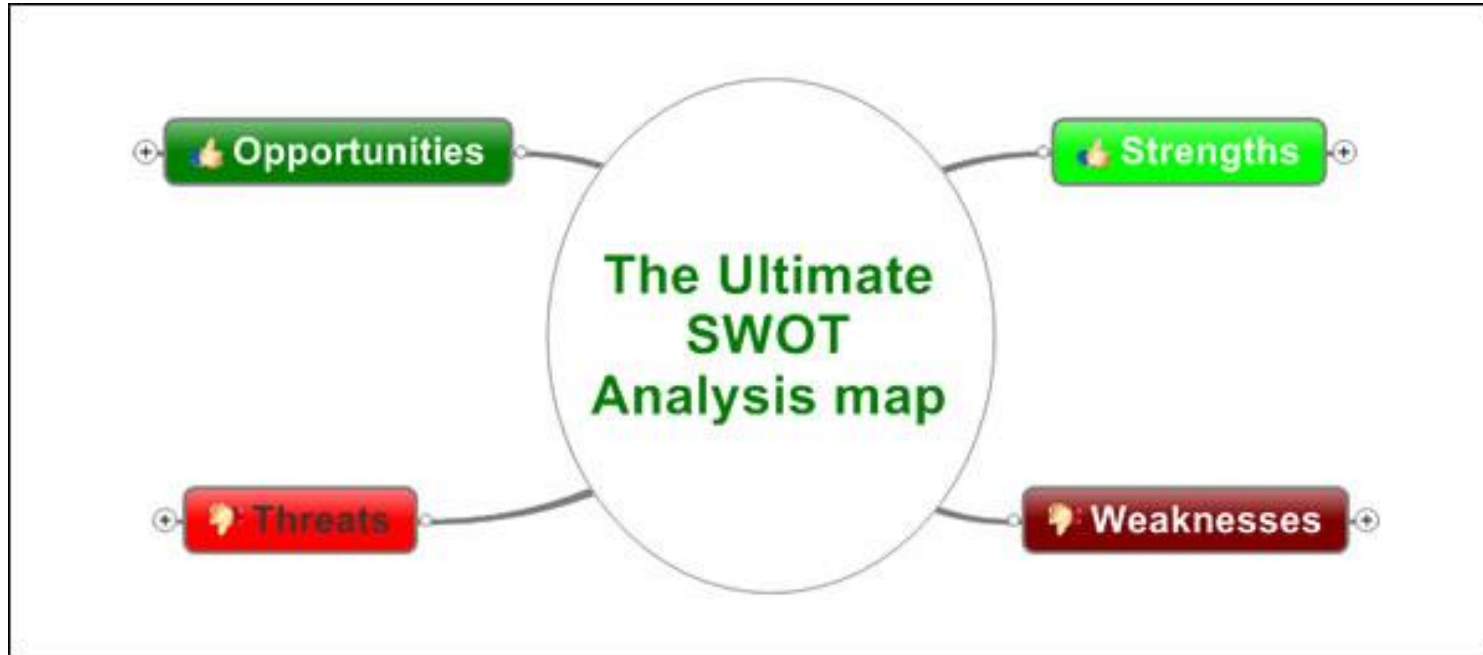 Opportunities
Strengths
The Ultimate
SWOT
Analysis map
Threats
Weaknesses